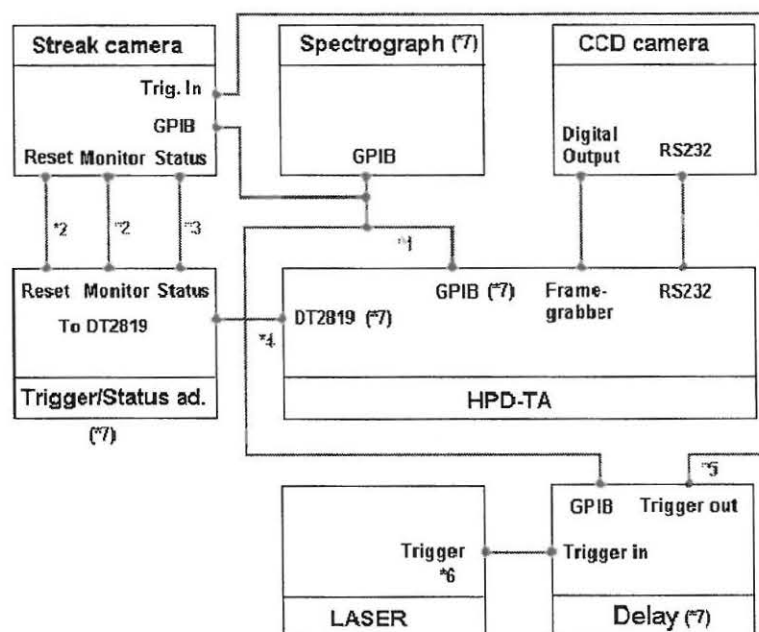 Streak camera
Trig. In
GPIB
Reset Monitor Status
Spectrograph (*7)
GPIB
CCD camera
Digital
Output
RS232
*2
*2
*3
*1
Reset Monitor Status
To DT2819
Trigger/Status ad.
(*7)
*4
DT2819 (*7)
GPIB (*7)
Frame-
grabber
RS232
HPD-TA
*5
Trigger
*6
LASER
GPIB
Trigger out
Trigger in
Delay (*7)